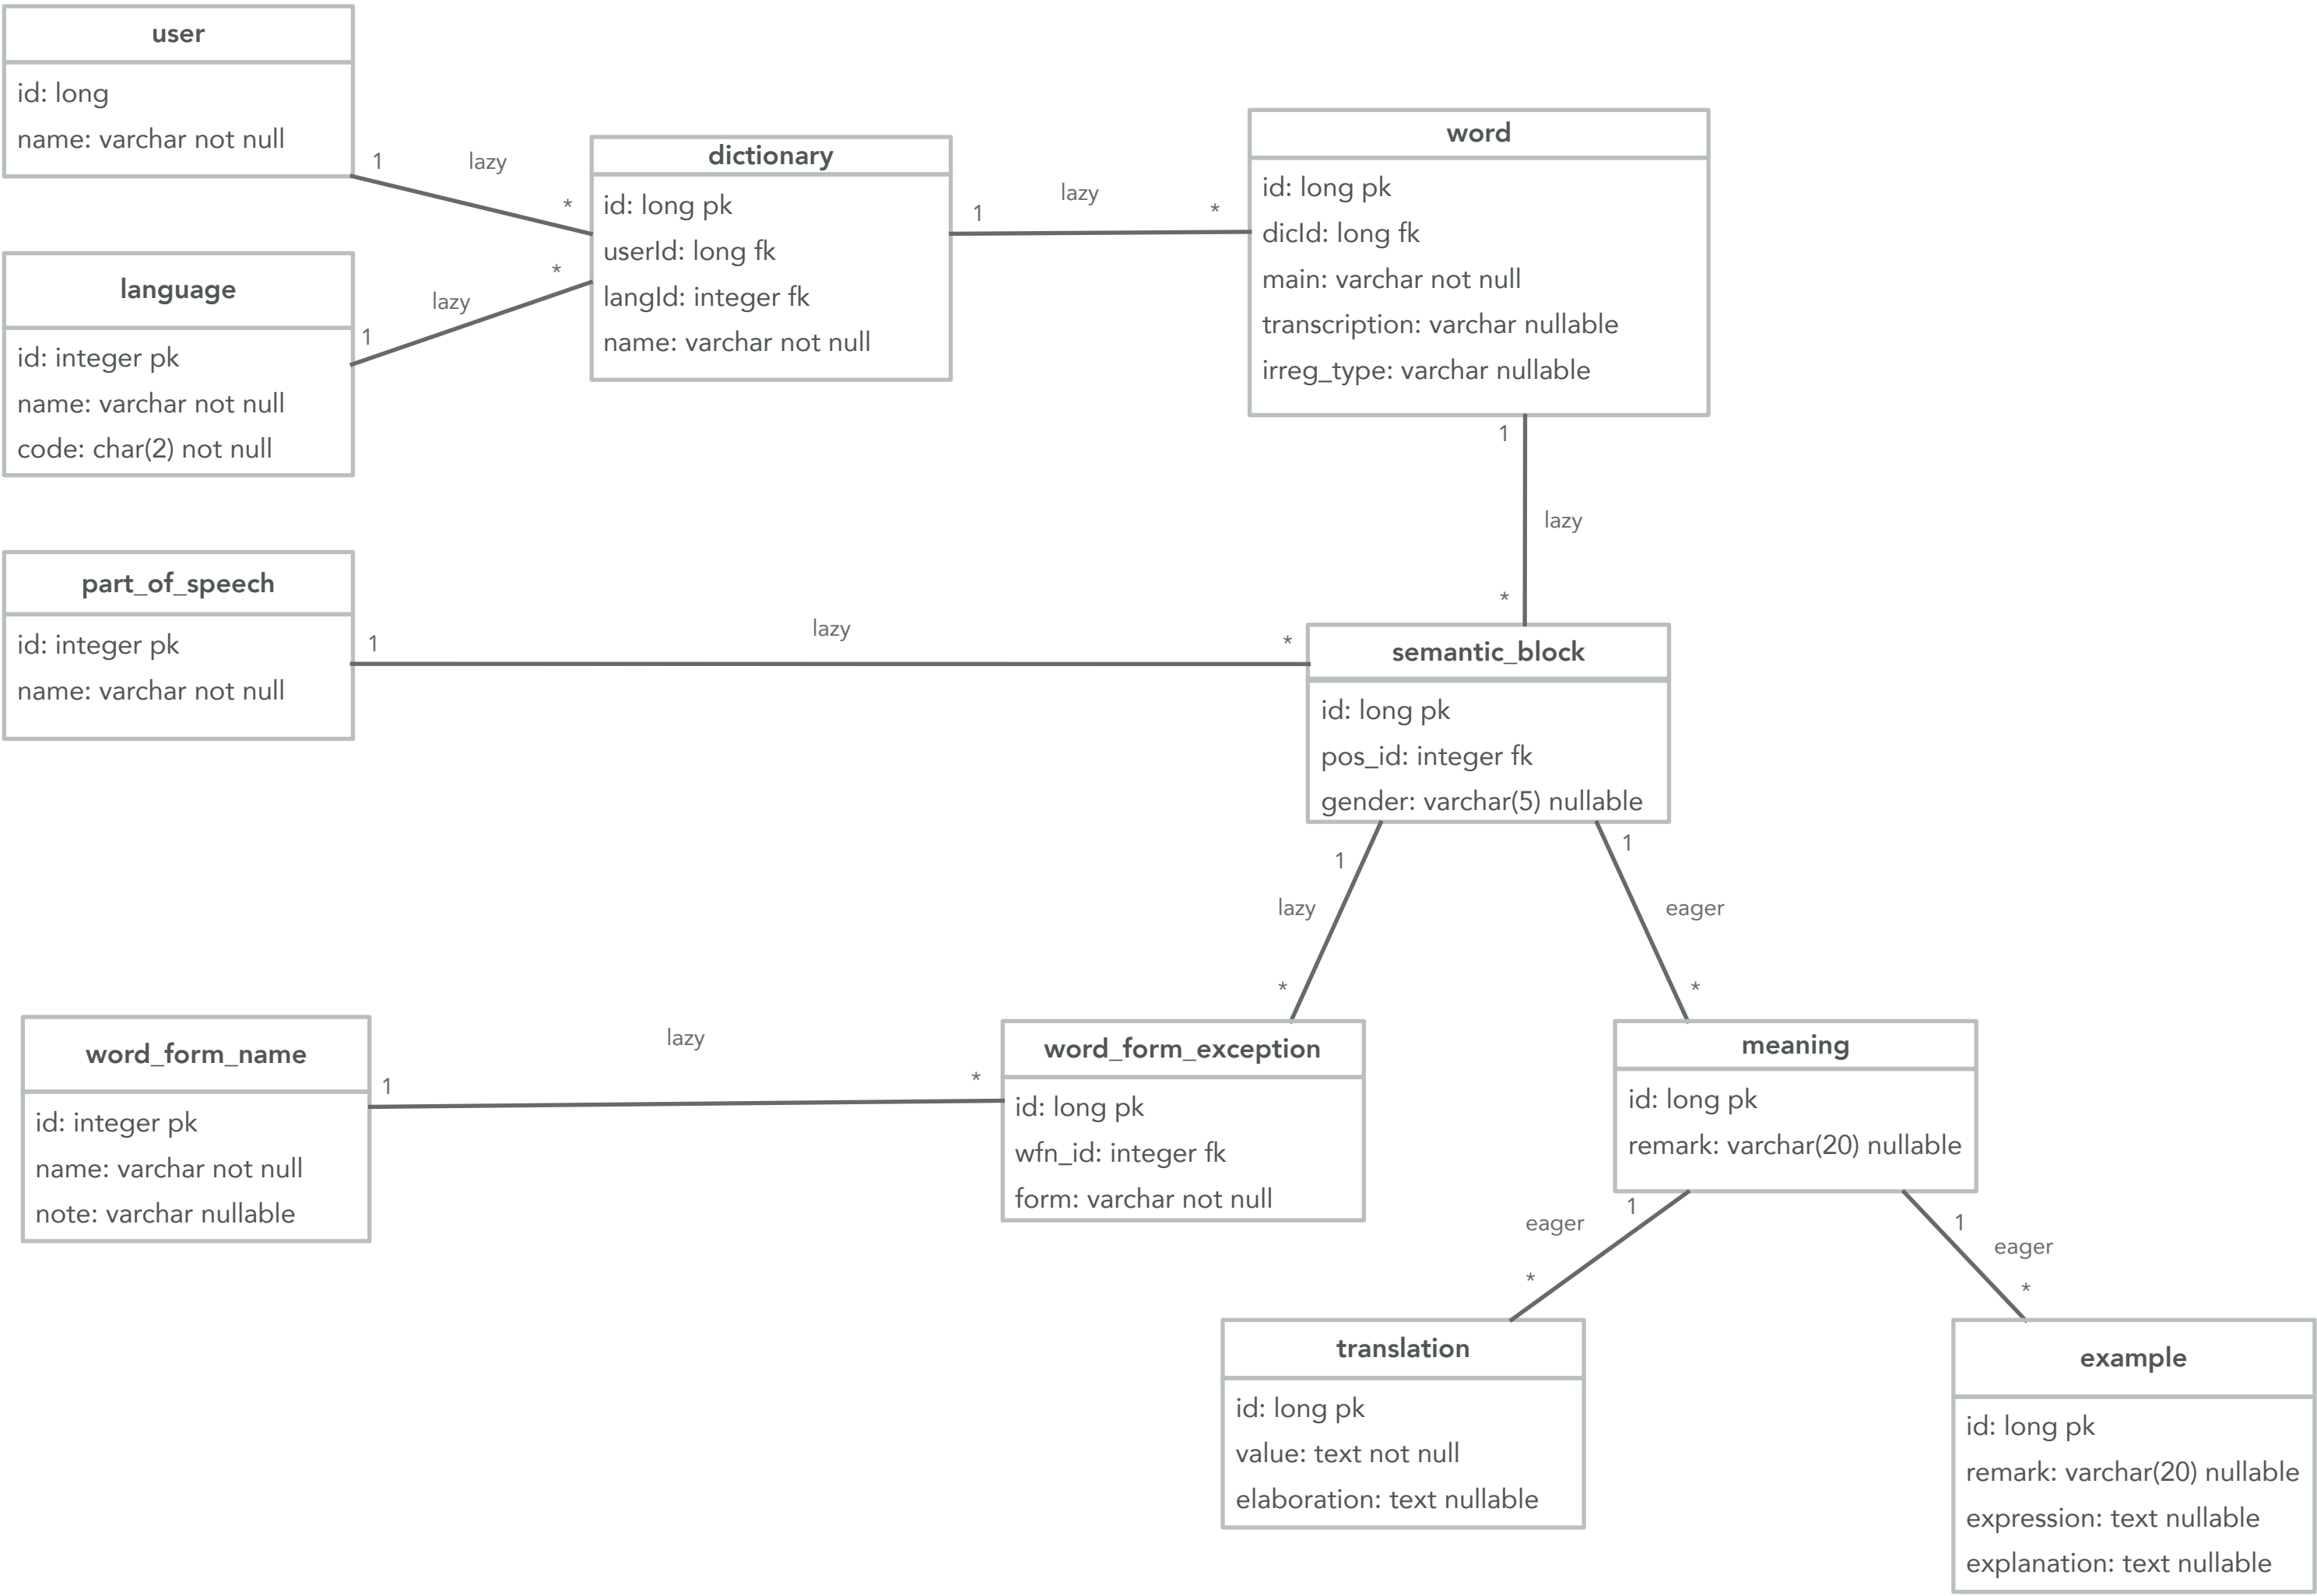 user
id: long
name: varchar not null
1
lazy
*
language
id: integer pk
name: varchar not null
code: char(2) not null
1
lazy
*
dictionary
id: long pk
userId: long fk
langId: integer fk
name: varchar not null
1
lazy
*
word
id: long pk
dicId: long fk
main: varchar not null
transcription: varchar nullable
irreg_type: varchar nullable
1
lazy
*
part_of_speech
id: integer pk
name: varchar not null
1
lazy
*
semantic_block
id: long pk
pos_id: integer fk
gender: varchar(5) nullable
1
lazy
*
1
eager
*
word_form_name
id: integer pk
name: varchar not null
note: varchar nullable
1
lazy
*
word_form_exception
id: long pk
wfn_id: integer fk
form: varchar not null
meaning
id: long pk
remark: varchar(20) nullable
1
eager
*
1
eager
*
translation
id: long pk
value: text not null
elaboration: text nullable
example
id: long pk
remark: varchar(20) nullable
expression: text nullable
explanation: text nullable